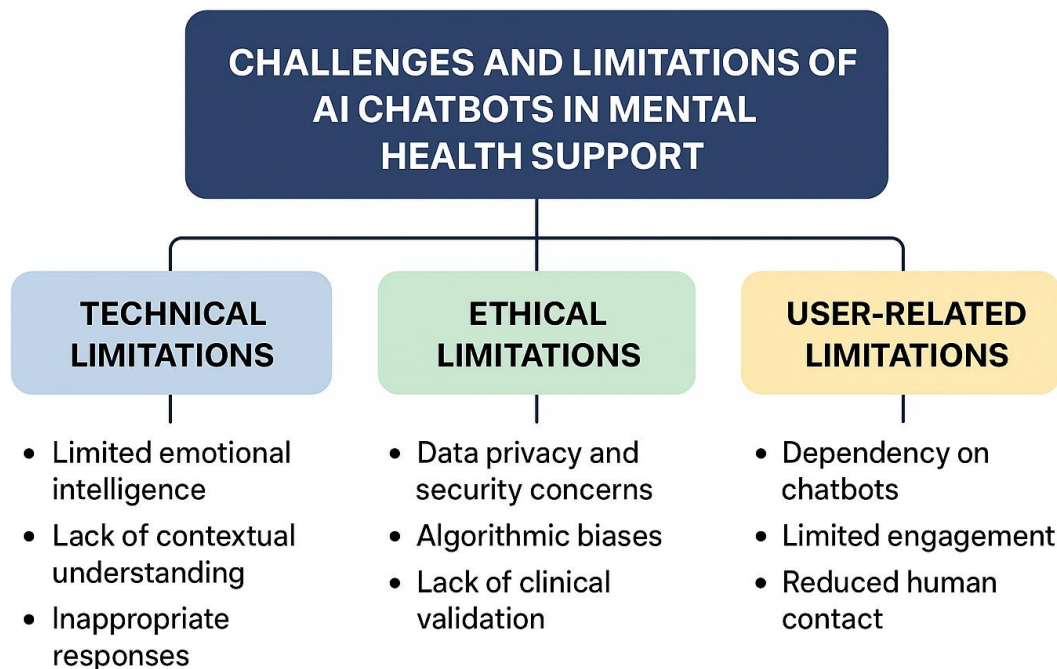 CHALLENGES AND LIMITATIONS OF
AI CHATBOTS IN MENTAL
HEALTH SUPPORT
TECHNICAL
LIMITATIONS
• Limited emotional
intelligence
• Lack of contextual
understanding
• Inappropriate
responses
ETHICAL
LIMITATIONS
• Data privacy and
security concerns
• Algorithmic biases
• Lack of clinical
validation
USER-RELATED
LIMITATIONS
• Dependency on
chatbots
• Limited engagement
• Reduced human
contact